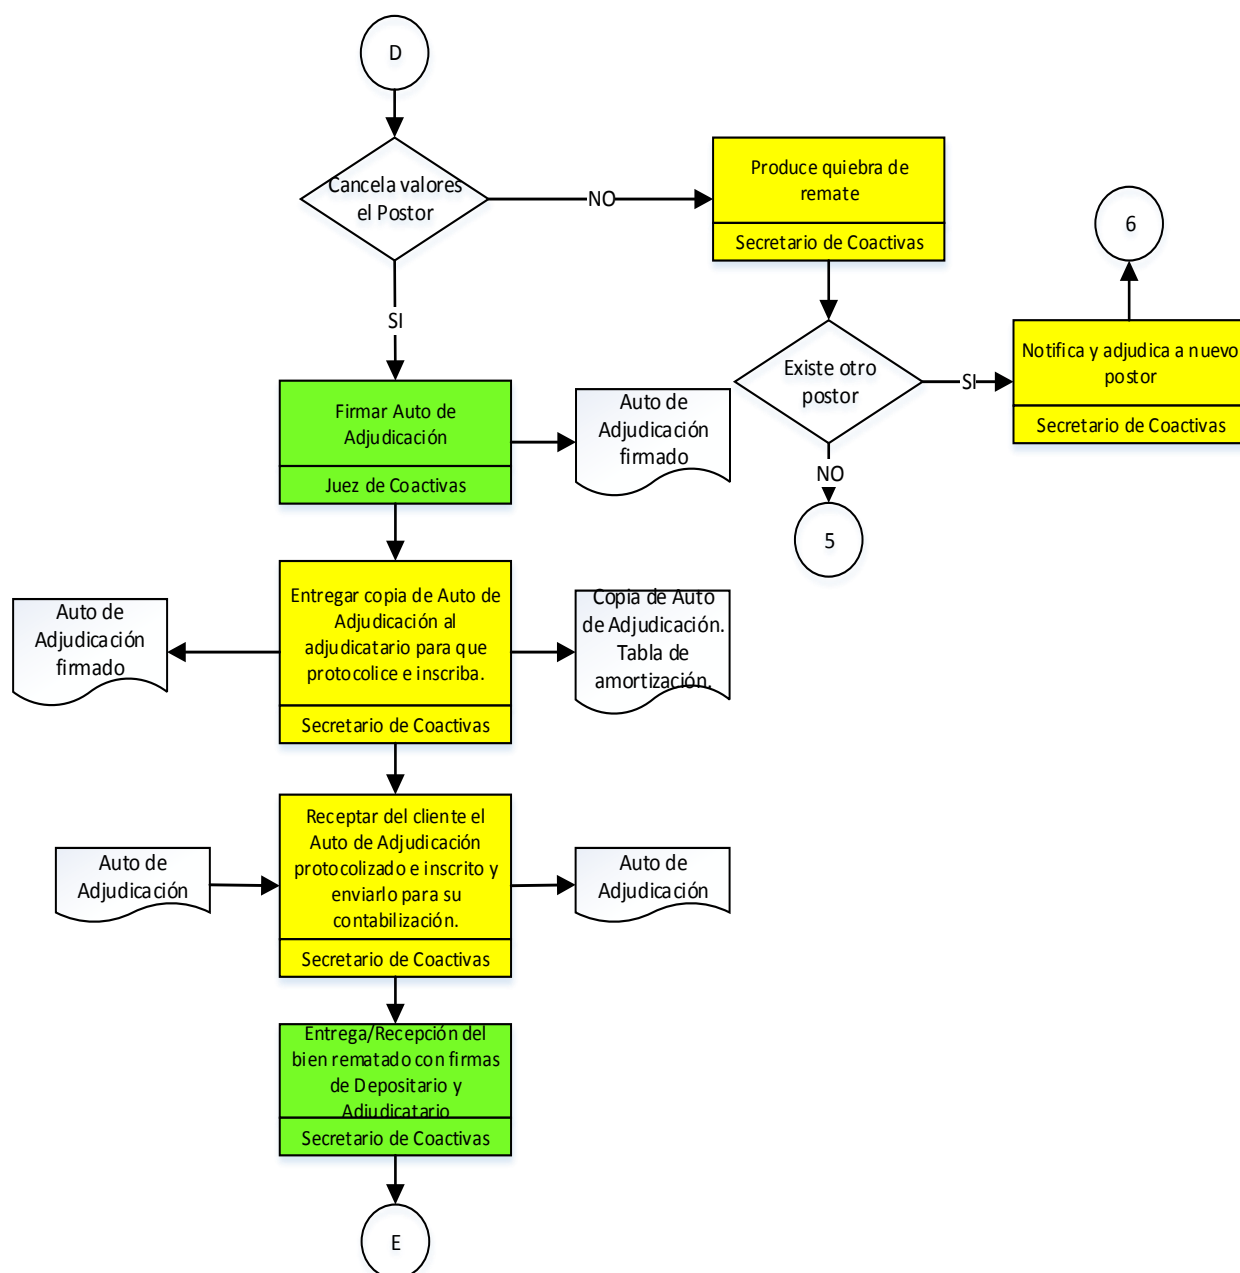 D
Cancela valores
el Postor
NO
Produce quiebra de
remate
Secretario de Coactivas
6
SI
Existe otro
postor
SI
Notifica y adjudica a nuevo
postor
Secretario de Coactivas
NO
5
Firmar Auto de
Adjudicación
Juez de Coactivas
Auto de
Adjudicación
firmado
Auto de
Adjudicación
firmado
Entregar copia de Auto de
Adjudicación al
adjudicatario para que
protocolice e inscriba.
Secretario de Coactivas
Copia de Auto
de Adjudicación.
Tabla de
amortización.
Auto de
Adjudicación
Receptar del cliente el
Auto de Adjudicación
protocolizado e inscrito y
enviarlo para su
contabilización.
Secretario de Coactivas
Auto de
Adjudicación
Entrega/Recepción del
bien rematado con firmas
de Depositario y
Adjudicatario
Secretario de Coactivas
E